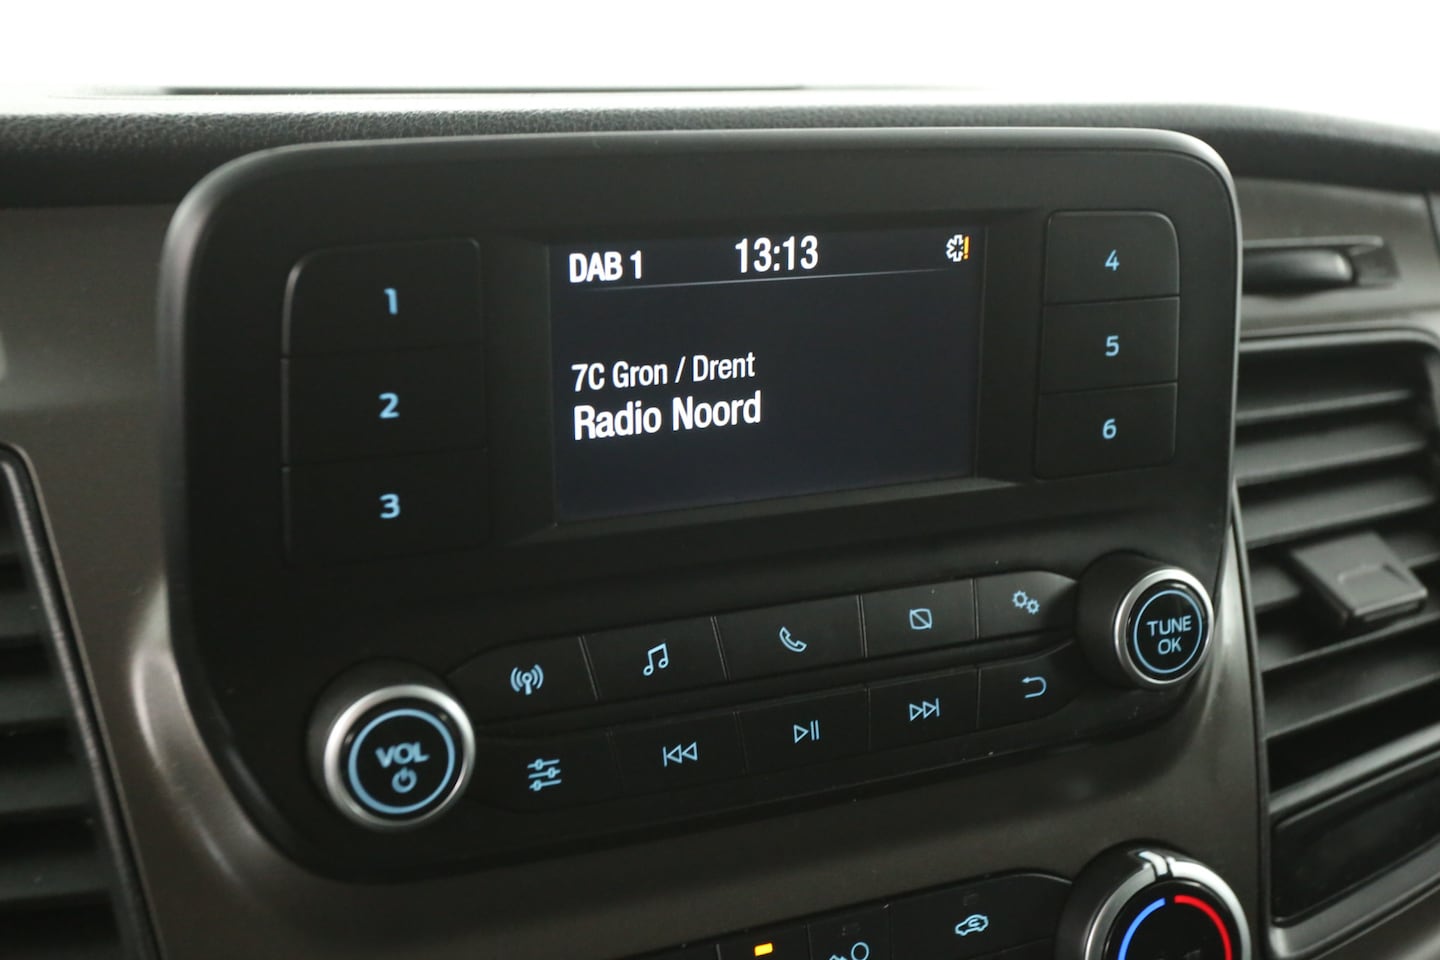 DAB 1 13:13
7C Gron / Drent
Radio Noord
1
2
3
4
5
6
TUNE
OK
VOL